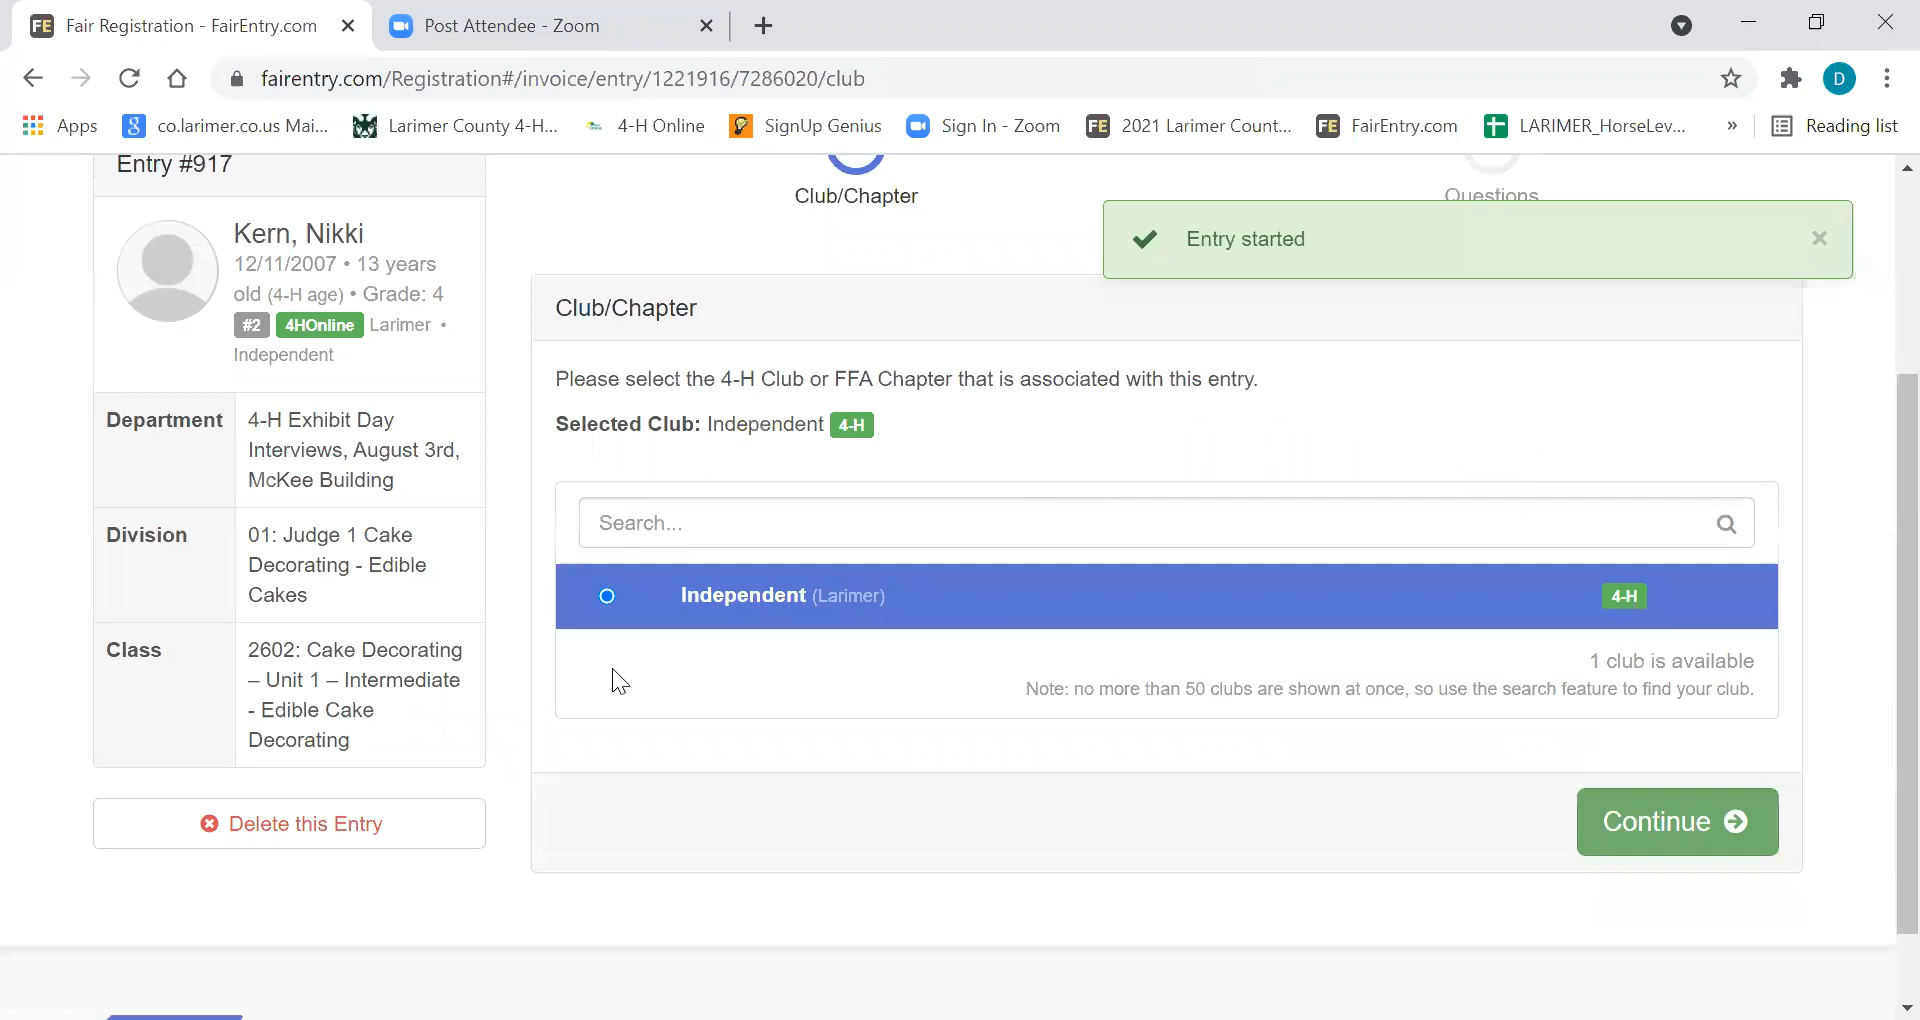 FE Fair Registration - FairEntry.com
Post Attendee - Zoom
fairentry.com/Registration#/invoice/entry/1221916/7286020/club
D
Apps
co.larimer.co.us Mai...
Larimer County 4-H...
4-H Online
SignUp Genius
Sign In - Zoom
FE 2021 Larimer Count...
FE FairEntry.com
LARIMER_HorseLev...
»
Reading list
Entry #917
Kern, Nikki
12/11/2007 • 13 years
old (4-H age) • Grade: 4
#2 4HOnline Larimer •
Independent
Department
4-H Exhibit Day
Interviews, August 3rd,
McKee Building
Division
01: Judge 1 Cake
Decorating - Edible
Cakes
Class
2602: Cake Decorating
– Unit 1 – Intermediate
- Edible Cake
Decorating
Delete this Entry
Club/Chapter
Questions
Entry started
Club/Chapter
Please select the 4-H Club or FFA Chapter that is associated with this entry.
Selected Club: Independent 4-H
Search...
Independent (Larimer) 4-H
1 club is available
Note: no more than 50 clubs are shown at once, so use the search feature to find your club.
Continue